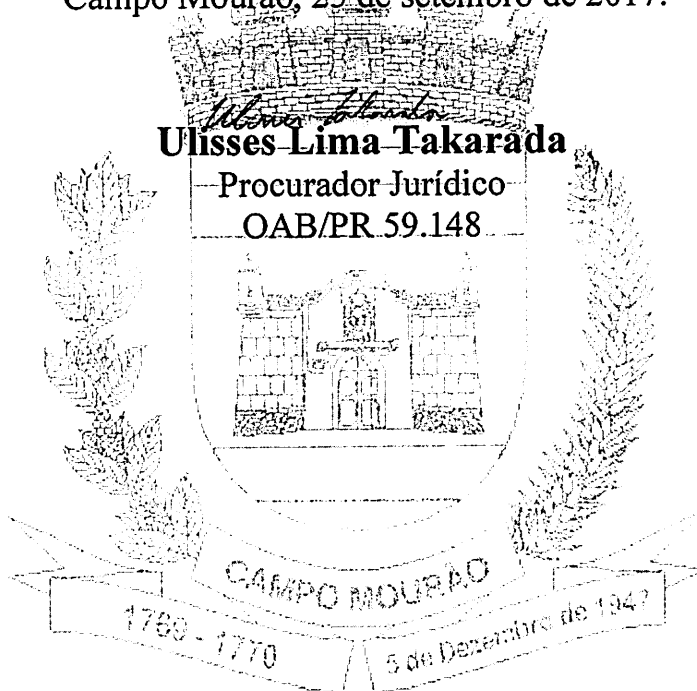 Campo Mourão, 25 de setembro de 2017.
Ulisses Lima Takarada
Procurador Jurídico
OAB/PR 59.148
CAMPO MOURÃO
1769 - 1770
5 de Dezembro de 1947